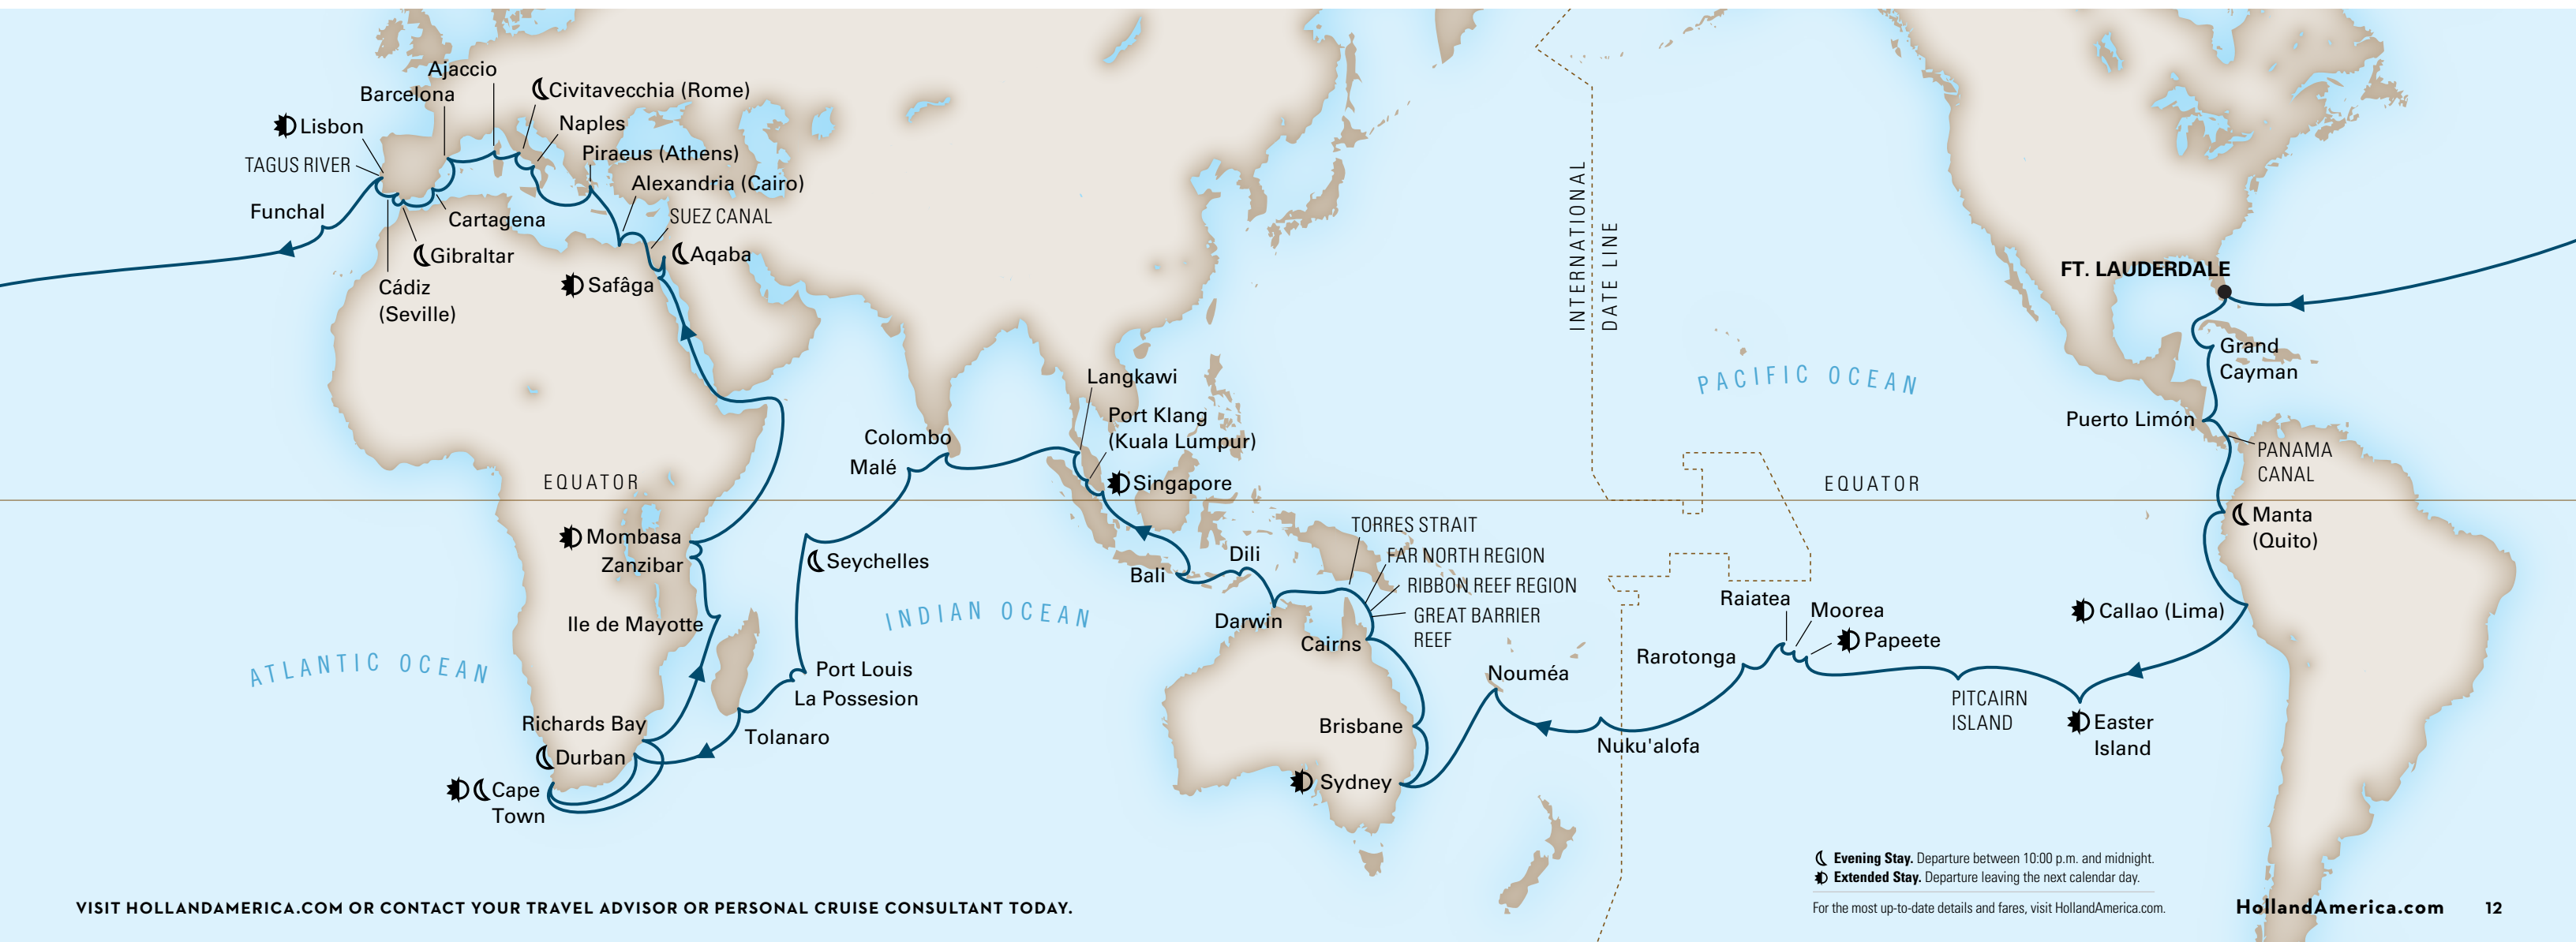 Ajaccio
Barcelona
Civitavecchia (Rome)
Lisbon
Naples
TAGUS RIVER
Piraeus (Athens)
Alexandria (Cairo)
Funchal
Cartagena
SUEZ CANAL
Gibraltar
Aqaba
Cádiz
(Seville)
Safâga
INTERNATIONAL
DATE LINE
FT. LAUDERDALE
Grand
Cayman
PACIFIC OCEAN
Langkawi
Port Klang
(Kuala Lumpur)
Puerto Limón
PANAMA
CANAL
Colombo
Malé
Singapore
EQUATOR
EQUATOR
Manta
(Quito)
Mombasa
Zanzibar
Seychelles
Bali
Dili
TORRES STRAIT
FAR NORTH REGION
RIBBON REEF REGION
GREAT BARRIER
REEF
Darwin
Cairns
Ile de Mayotte
INDIAN OCEAN
Raiatea
Moorea
Papeete
Callao (Lima)
ATLANTIC OCEAN
Port Louis
La Possesion
Nouméa
Rarotonga
PITCAIRN
ISLAND
Easter
Island
Richards Bay
Tolanaro
Durban
Brisbane
Nuku'alofa
Cape
Town
Sydney
Evening Stay. Departure between 10:00 p.m. and midnight.
Extended Stay. Departure leaving the next calendar day.
For the most up-to-date details and fares, visit HollandAmerica.com.
VISIT HOLLANDAMERICA.COM OR CONTACT YOUR TRAVEL ADVISOR OR PERSONAL CRUISE CONSULTANT TODAY.
HollandAmerica.com 12